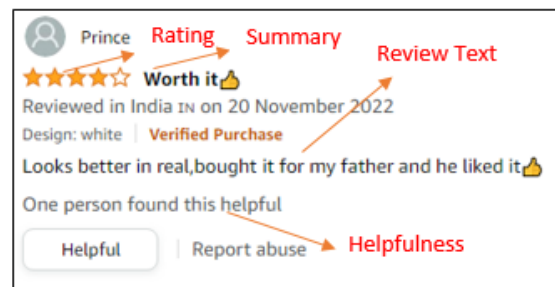 Prince Rating Summary
Review Text
Worth it👍
Reviewed in India IN on 20 November 2022
Design: white | Verified Purchase
Looks better in real,bought it for my father and he liked it👍
One person found this helpful
Helpful | Report abuse Helpfulness